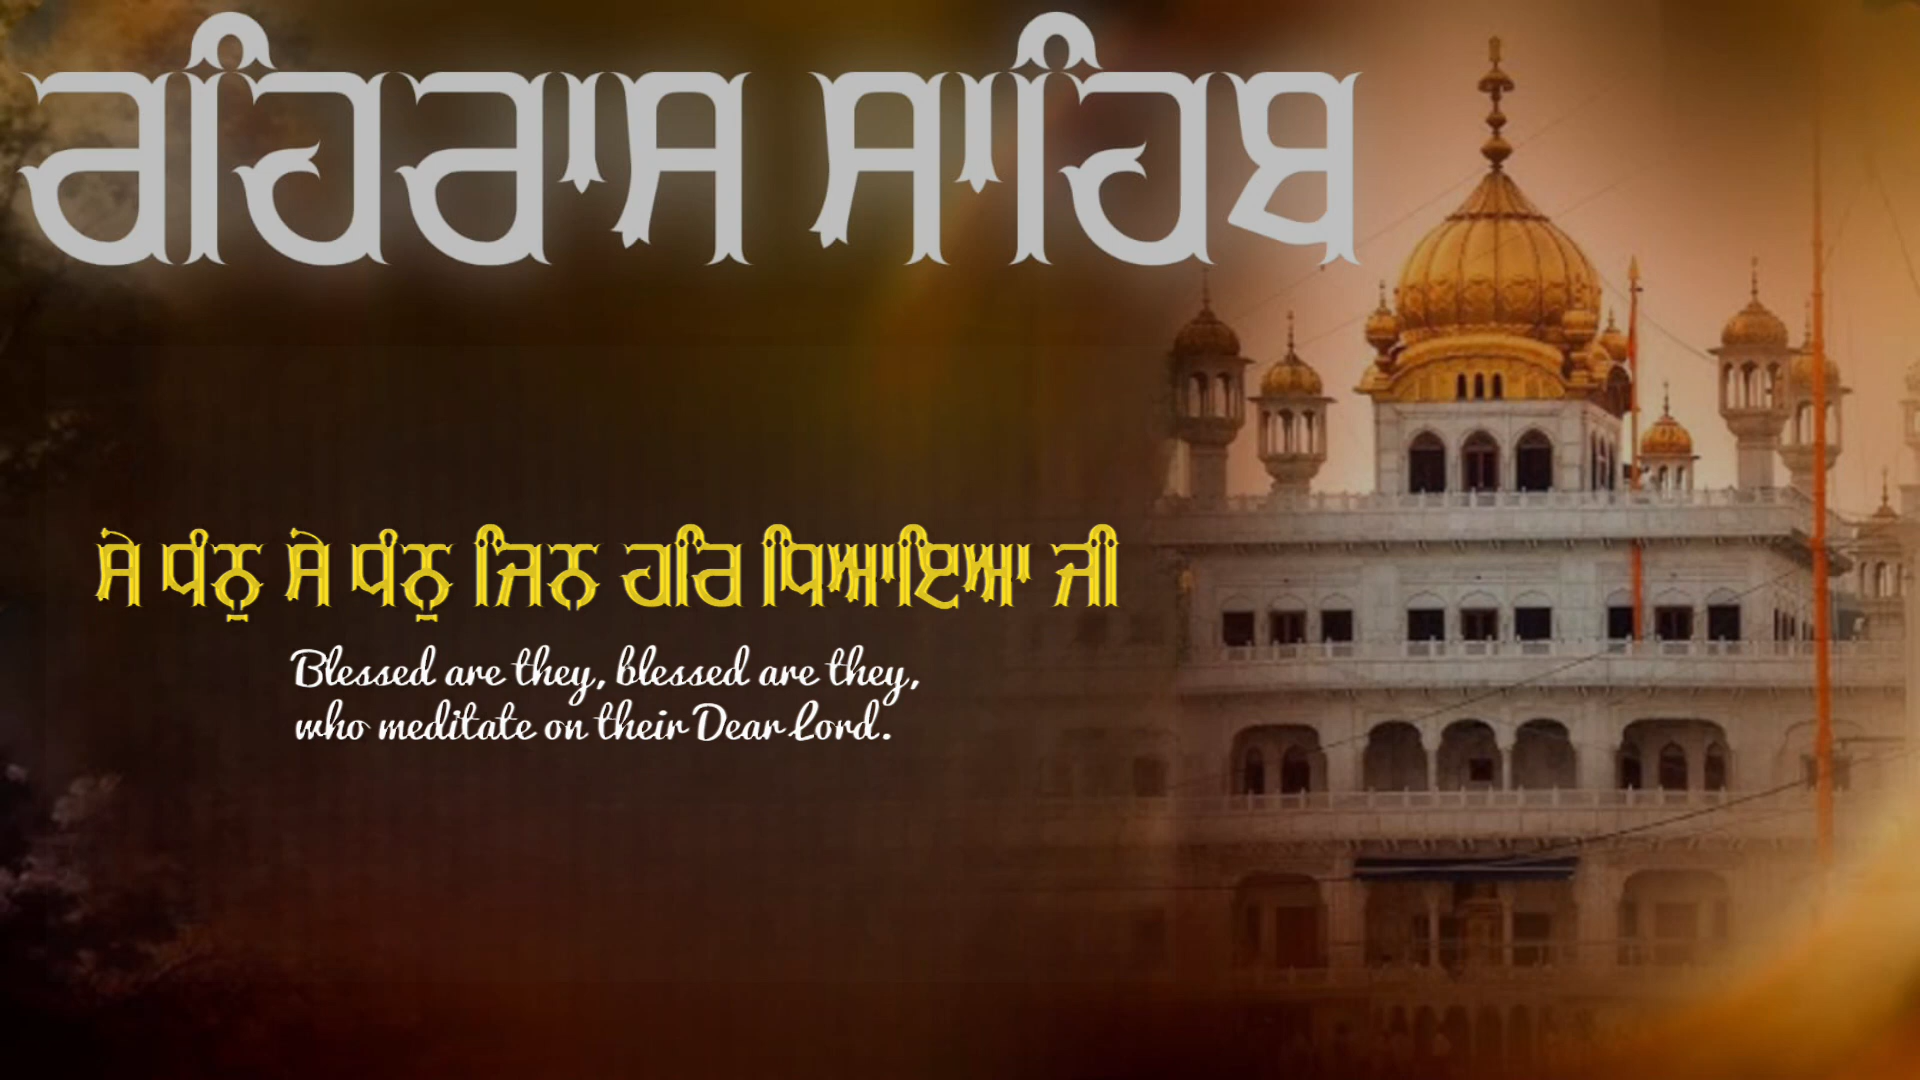 ਰਹਿਰਾਸ ਸਾਹਿਬ
ਸੇ ਧੰਨੁ ਸੇ ਧੰਨੁ ਜਿਨ ਹਰਿ ਧਿਆਇਆ ਜੀ
Blessed are they, blessed are they,
who meditate on their Dear Lord.